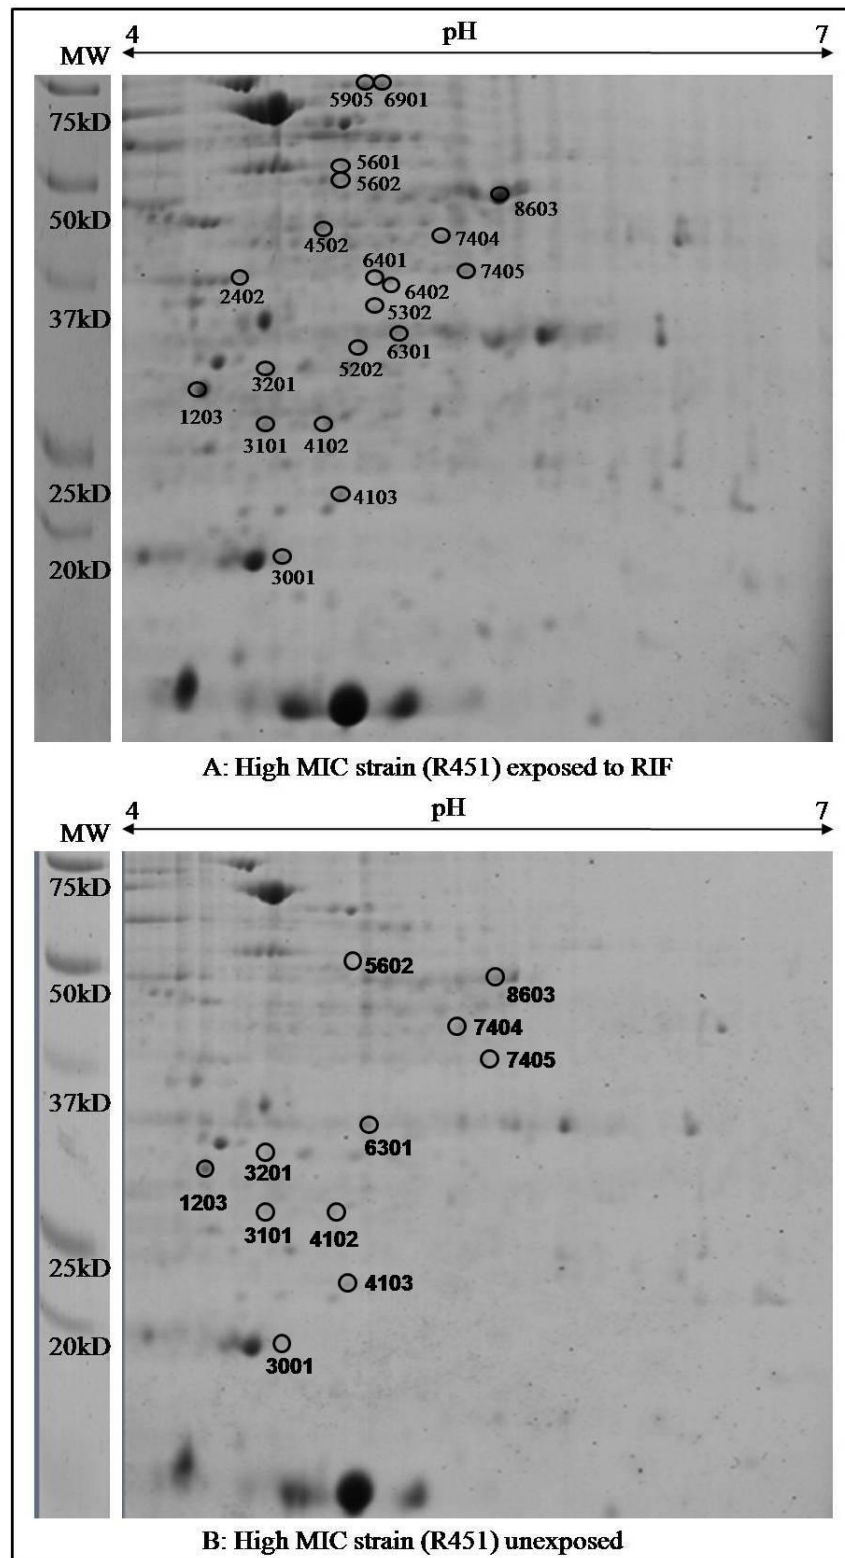 4 pH 7
MW
5905 6901
75kD
5601
5602
8603
50kD
4502 7404
6401 7405
2402 6402
5302
37kD
6301
5202
3201
1203
3101 4102
25kD
4103
20kD
3001
A: High MIC strain (R451) exposed to RIF
4 pH 7
MW
75kD
5602
8603
50kD
7404
7405
37kD
6301
3201
1203
3101 4102
25kD
4103
20kD
3001
B: High MIC strain (R451) unexposed